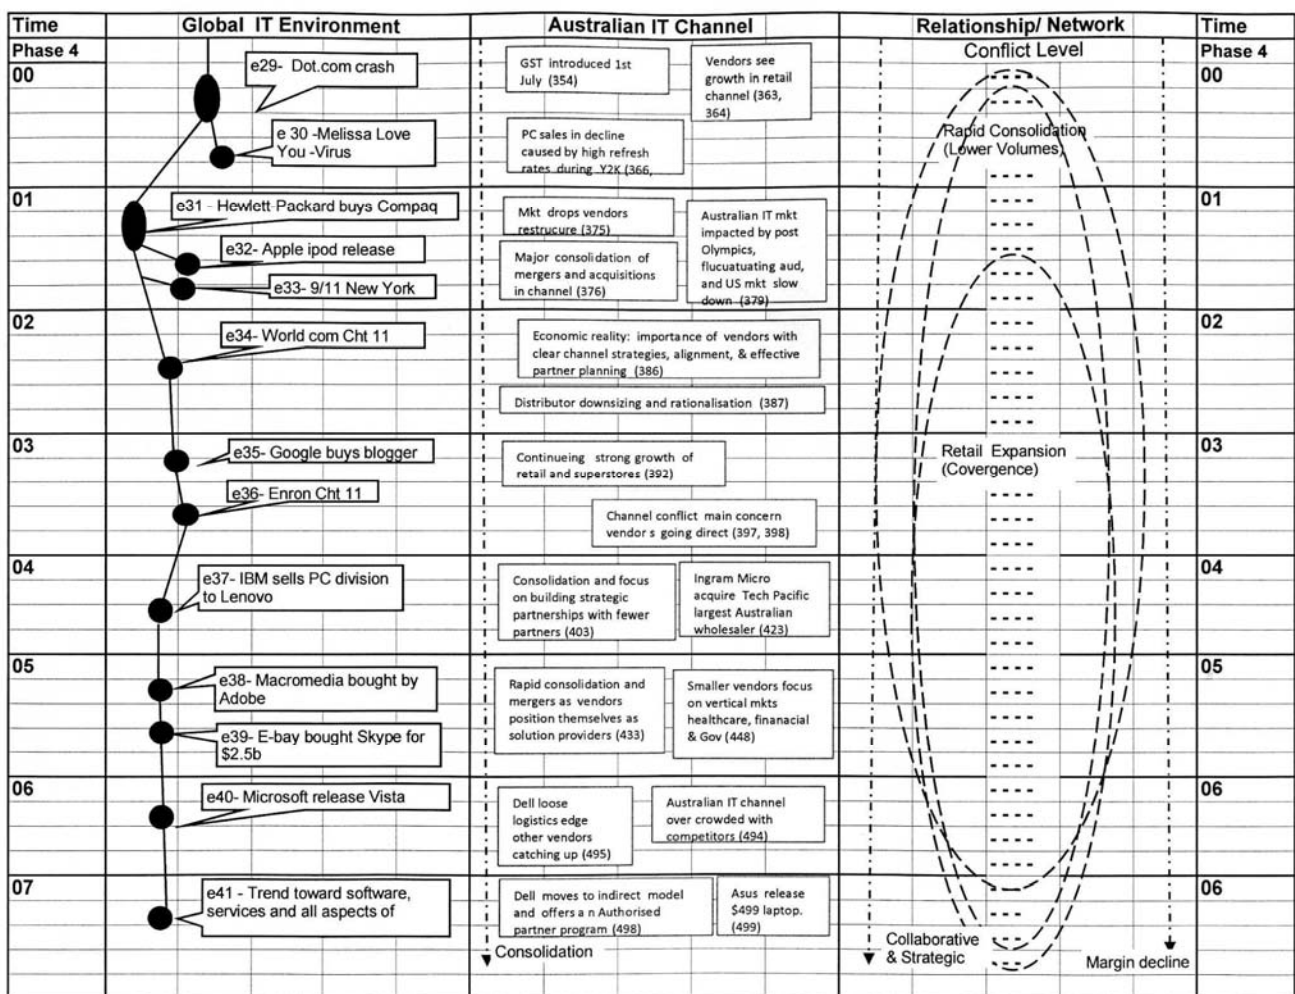 Time
Global IT Environment
Australian IT Channel
Relationship/ Network
Time
Phase 4
Conflict Level
Phase 4
00
e29- Dot.com crash
GST introduced 1st
July (354)
Vendors see
growth in retail
channel (363,
364)
00
e 30 -Melissa Love
You -Virus
PC sales in decline
caused by high refresh
rates during Y2K (366,
Rapid Consolidation
(Lower Volumes)
01
e31 - Hewlett-Packard buys Compaq
Mkt drops vendors
restrucure (375)
Australian IT mkt
impacted by post
Olympics,
flucuatuating aud,
and US mkt slow
down (379)
01
e32- Apple ipod release
Major consolidation of
mergers and acquisitions
in channel (376)
e33- 9/11 New York
02
e34- World com Cht 11
Economic reality: importance of vendors with
clear channel strategies, alignment, & effective
partner planning (386)
02
Distributor downsizing and rationalisation (387)
03
e35- Google buys blogger
Continueing strong growth of
retail and superstores (392)
Retail Expansion
(Covergence)
03
e36- Enron Cht 11
Channel conflict main concern
vendor s going direct (397, 398)
04
e37- IBM sells PC division
to Lenovo
Consolidation and focus
on building strategic
partnerships with fewer
partners (403)
Ingram Micro
acquire Tech Pacific
largest Australian
wholesaler (423)
04
05
e38- Macromedia bought by
Adobe
Rapid consolidation and
mergers as vendors
position themselves as
solution providers (433)
Smaller vendors focus
on vertical mkts
healthcare, finanacial
& Gov (448)
05
e39- E-bay bought Skype for
$2.5b
06
e40- Microsoft release Vista
Dell loose
logistics edge
other vendors
catching up (495)
Australian IT channel
over crowded with
competitors (494)
06
07
e41 - Trend toward software,
services and all aspects of
Dell moves to indirect model
and offers a n Authorised
partner program (498)
Asus release
$499 laptop.
(499)
06
Consolidation
Collaborative
& Strategic
Margin decline